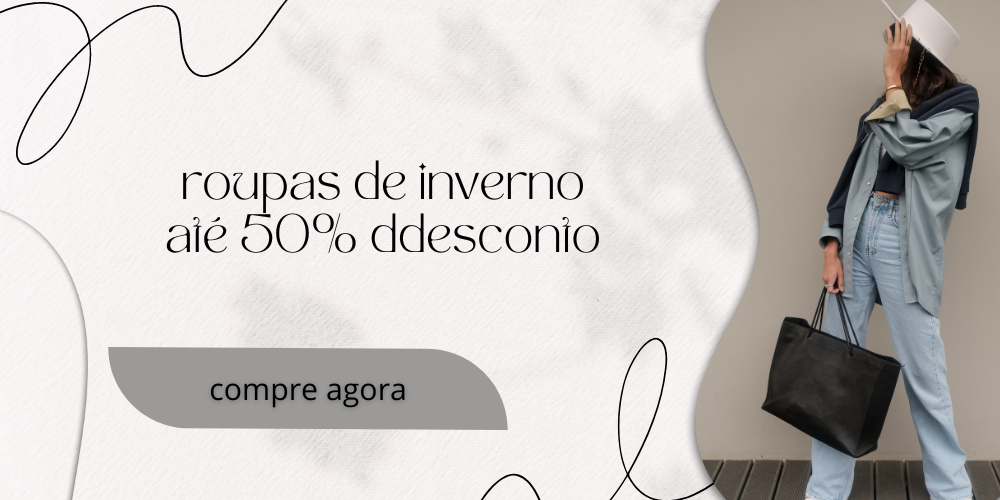 roupas de inverno
até 50% ddesconto
compre agora